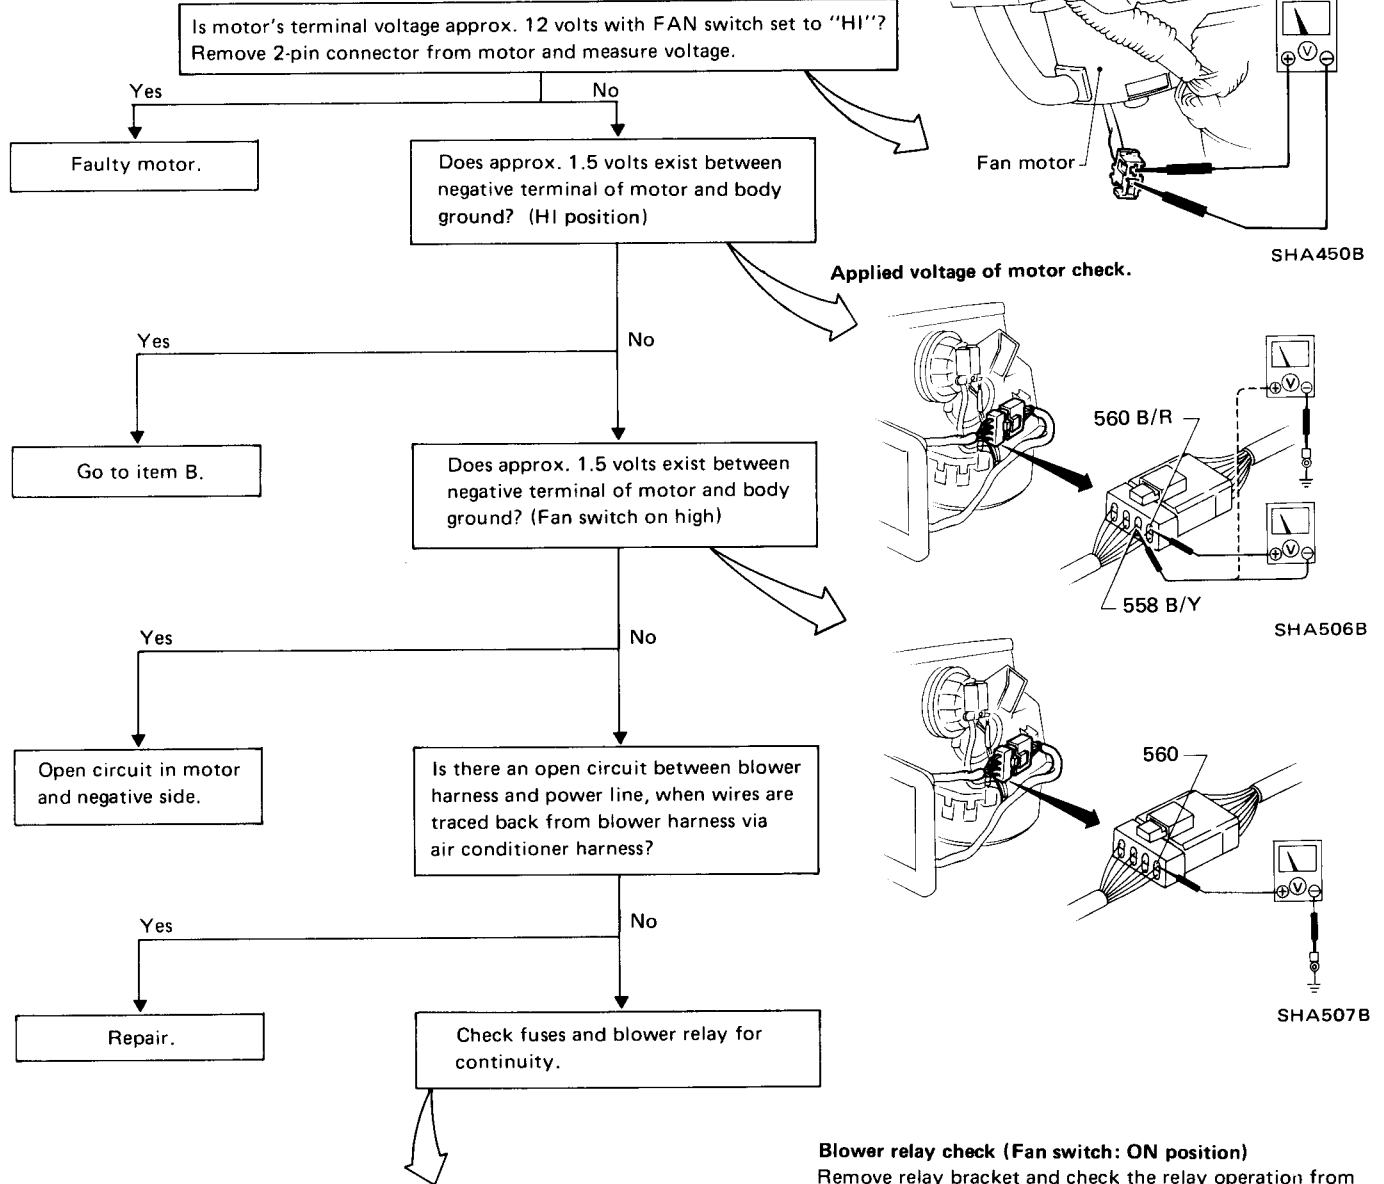 Is motor's terminal voltage approx. 12 volts with FAN switch set to "HI"?
Remove 2-pin connector from motor and measure voltage.
Yes
No
Faulty motor.
Does approx. 1.5 volts exist between
negative terminal of motor and body
ground? (HI position)
V
Fan motor
SHA450B
Applied voltage of motor check.
Yes
No
Go to item B.
Does approx. 1.5 volts exist between
negative terminal of motor and body
ground? (Fan switch on high)
560 B/R
V
V
558 B/Y
SHA506B
Yes
No
Open circuit in motor
and negative side.
Is there an open circuit between blower
harness and power line, when wires are
traced back from blower harness via
air conditioner harness?
560
V
SHA507B
Yes
No
Repair.
Check fuses and blower relay for
continuity.
Blower relay check (Fan switch: ON position)
Remove relay bracket and check the relay operation from